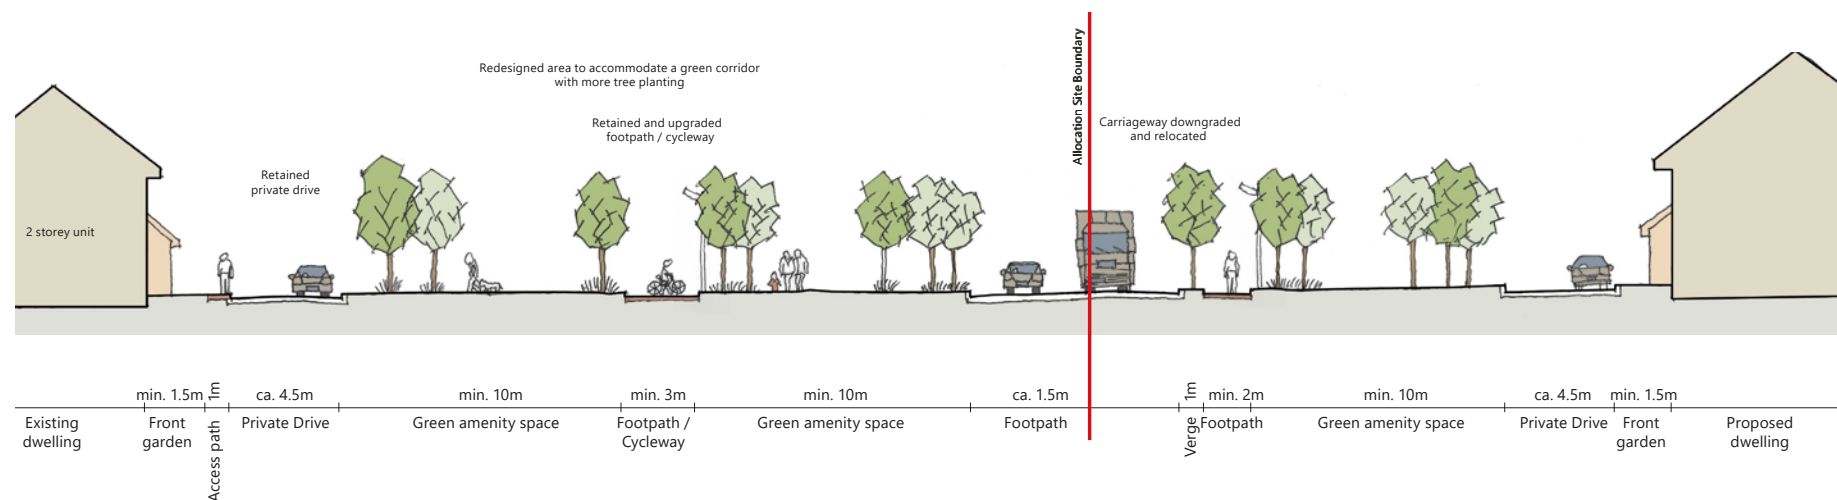 Redesigned area to accommodate a green corridor
with more tree planting
Retained and upgraded
footpath / cycleway
Retained
private drive
2 storey unit
Allocation Site Boundary
Carriageway downgraded
and relocated
min. 1.5m
1m
ca. 4.5m
min. 10m
min. 3m
min. 10m
ca. 1.5m
1m
min. 2m
min. 10m
ca. 4.5m
min. 1.5m
Existing
dwelling
Front
garden
Access path
Private Drive
Green amenity space
Footpath /
Cycleway
Green amenity space
Footpath
Verge
Footpath
Green amenity space
Private Drive
Front
garden
Proposed
dwelling